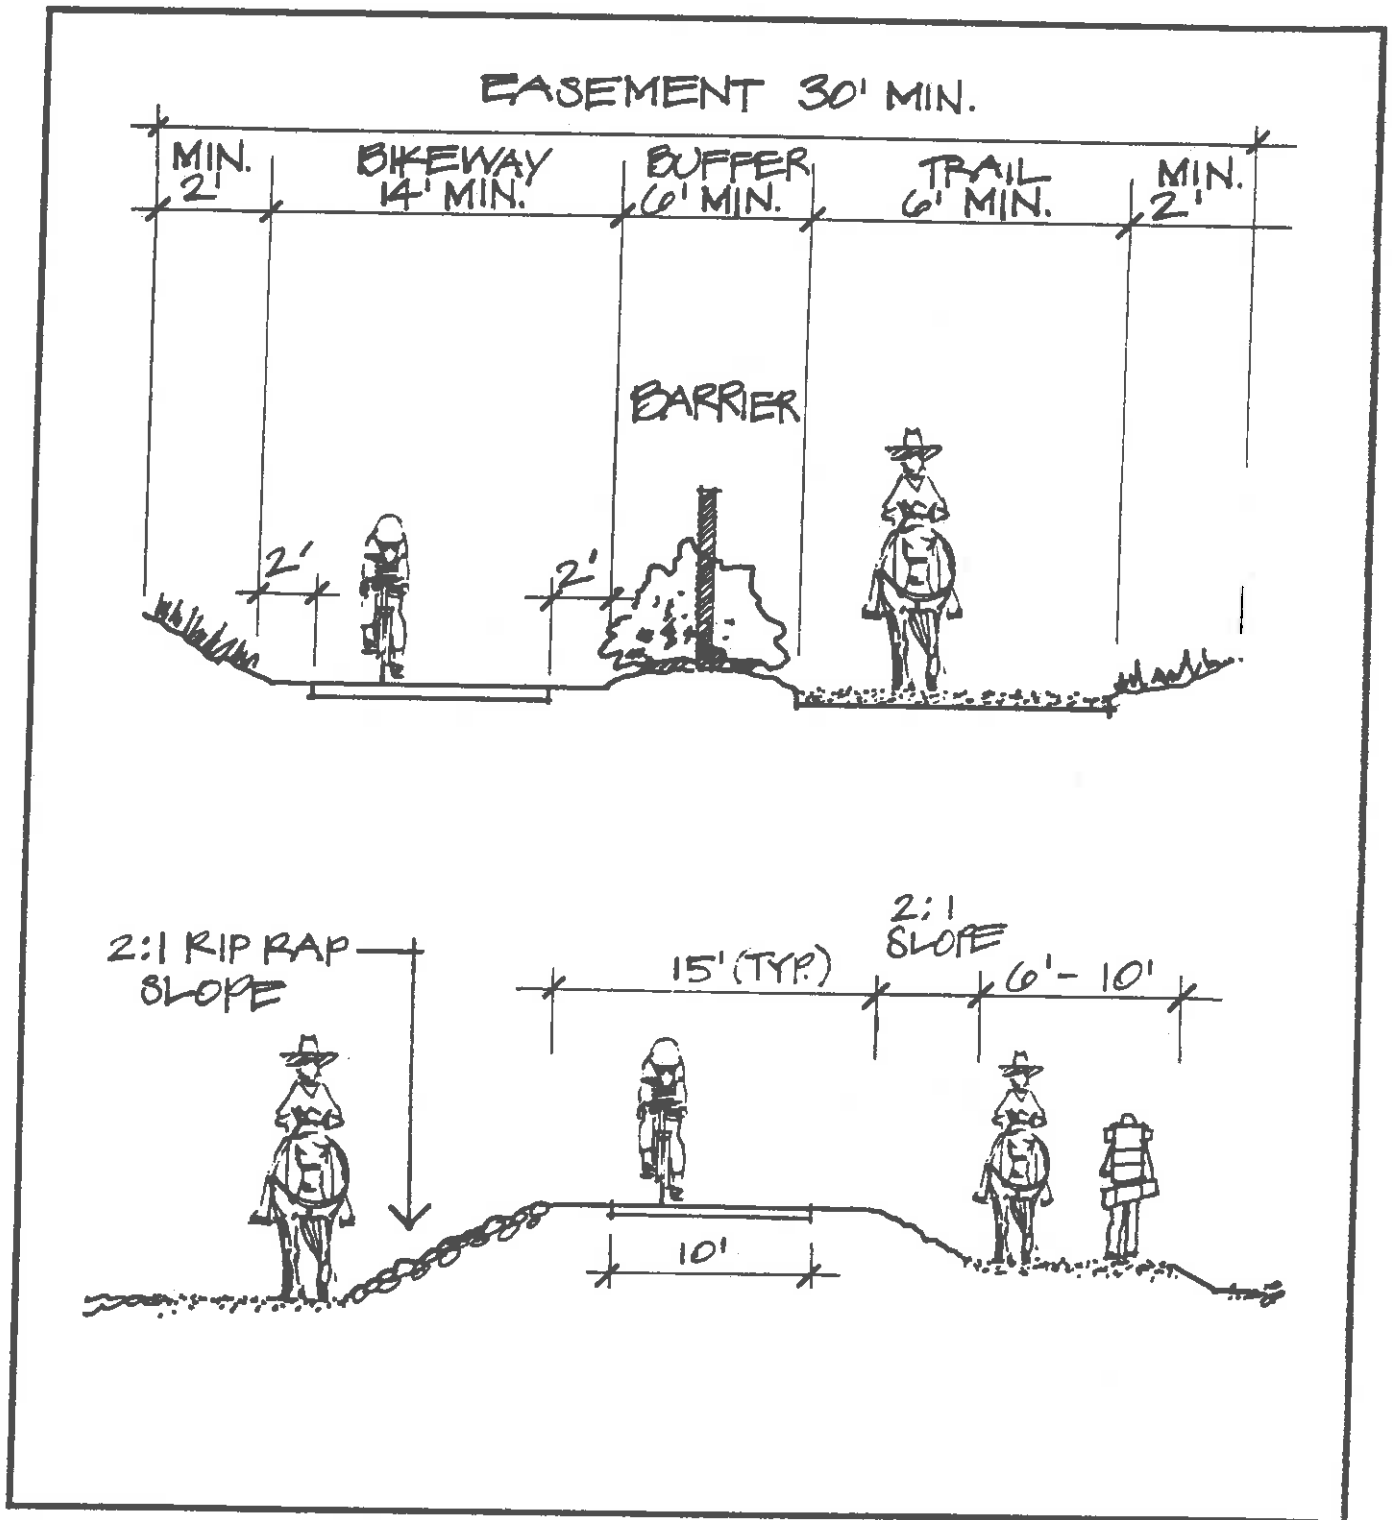 EASEMENT 30' MIN.
MIN.
2'
BIKEWAY
14' MIN.
BUFFER
6' MIN.
TRAIL
6' MIN.
MIN.
2'
BARRIER
2'
2'
2:1 RIP RAP
SLOPE
15' (TYP.)
2:1
SLOPE
6' - 10'
10'